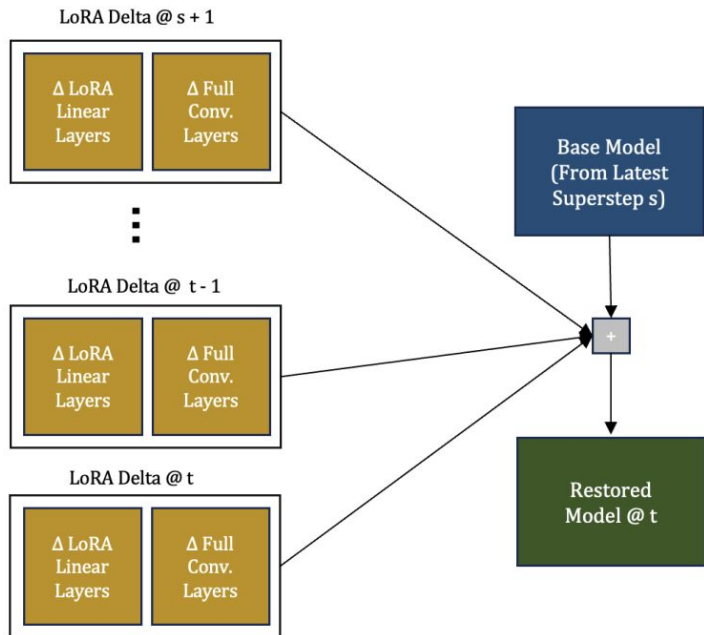 LoRA Delta @ s + 1
Δ LoRA
Linear
Layers
Δ Full
Conv.
Layers
LoRA Delta @ t - 1
Δ LoRA
Linear
Layers
Δ Full
Conv.
Layers
LoRA Delta @ t
Δ LoRA
Linear
Layers
Δ Full
Conv.
Layers
Base Model
(From Latest
Superstep s)
+
Restored
Model @ t